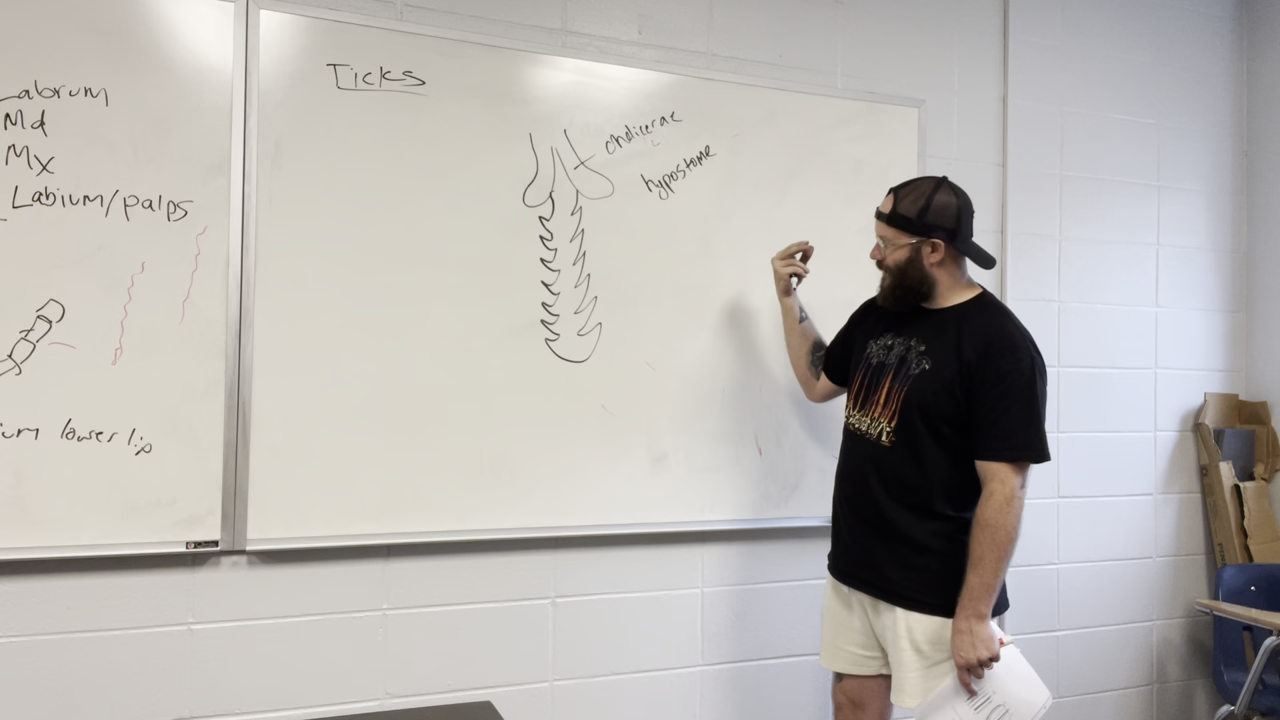 Labrum
Md
Mx
Labium/palps
lower lip
Ticks
chelicerae
hypostome